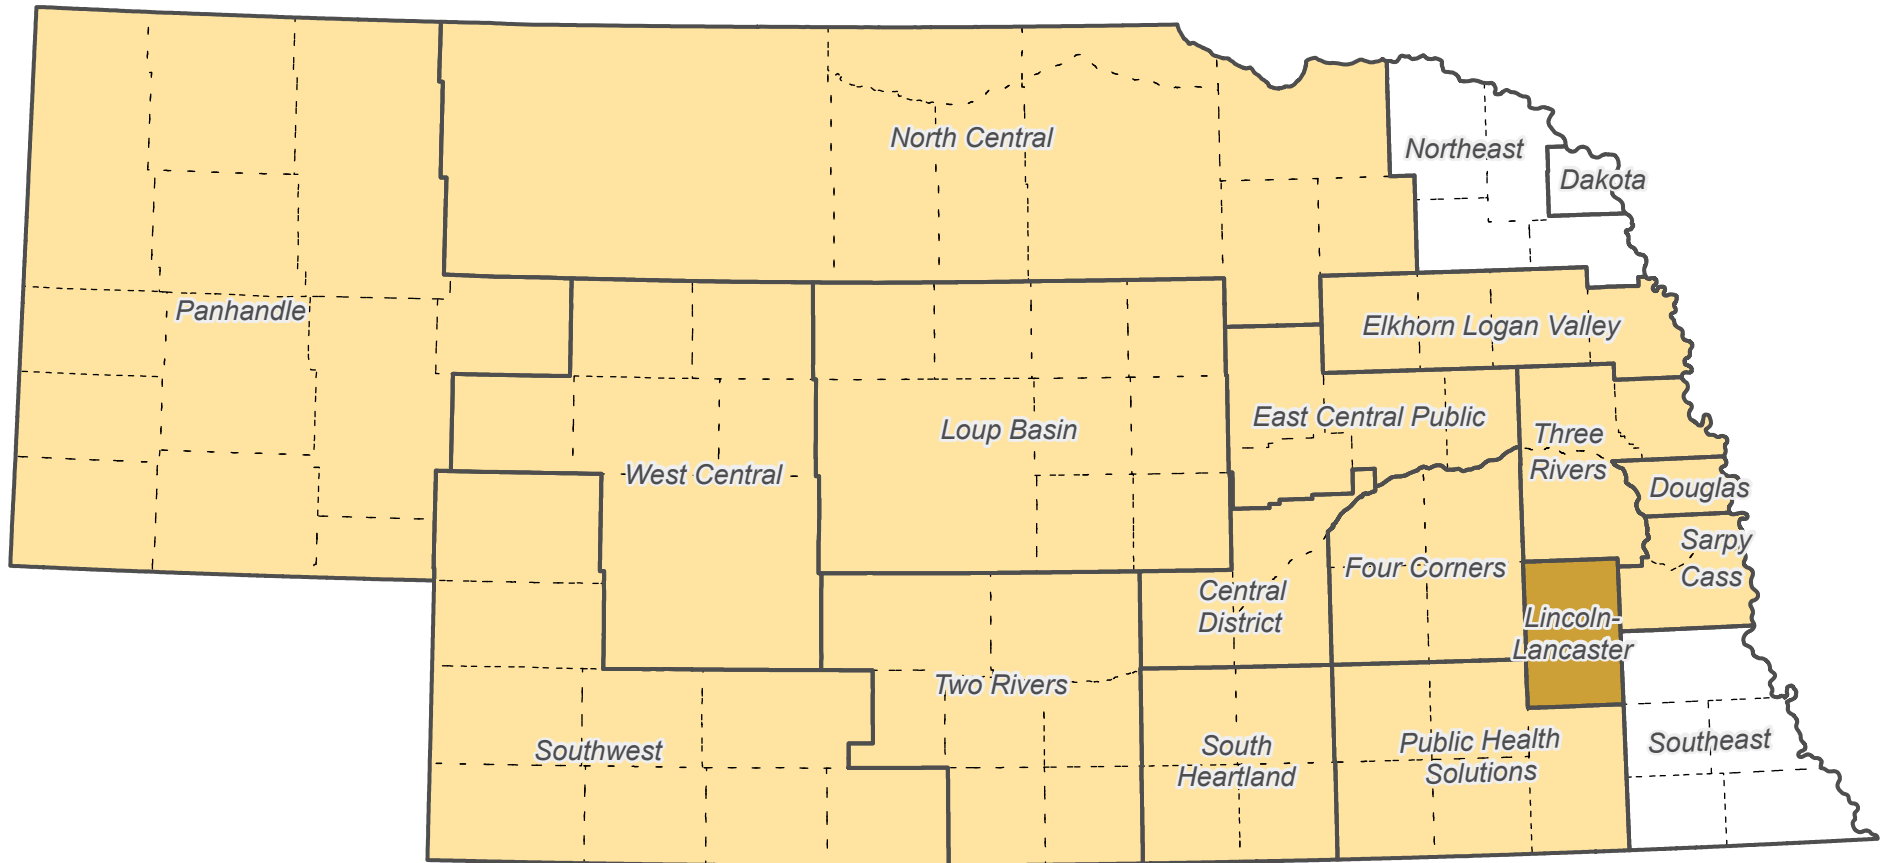 North Central
Northeast
Dakota
Panhandle
Elkhorn Logan Valley
East Central Public
Loup Basin
Three
Rivers
West Central
Douglas
Sarpy
Cass
Four Corners
Central
District
Lincoln-
Lancaster
Two Rivers
Southwest
South
Heartland
Public Health
Solutions
Southeast